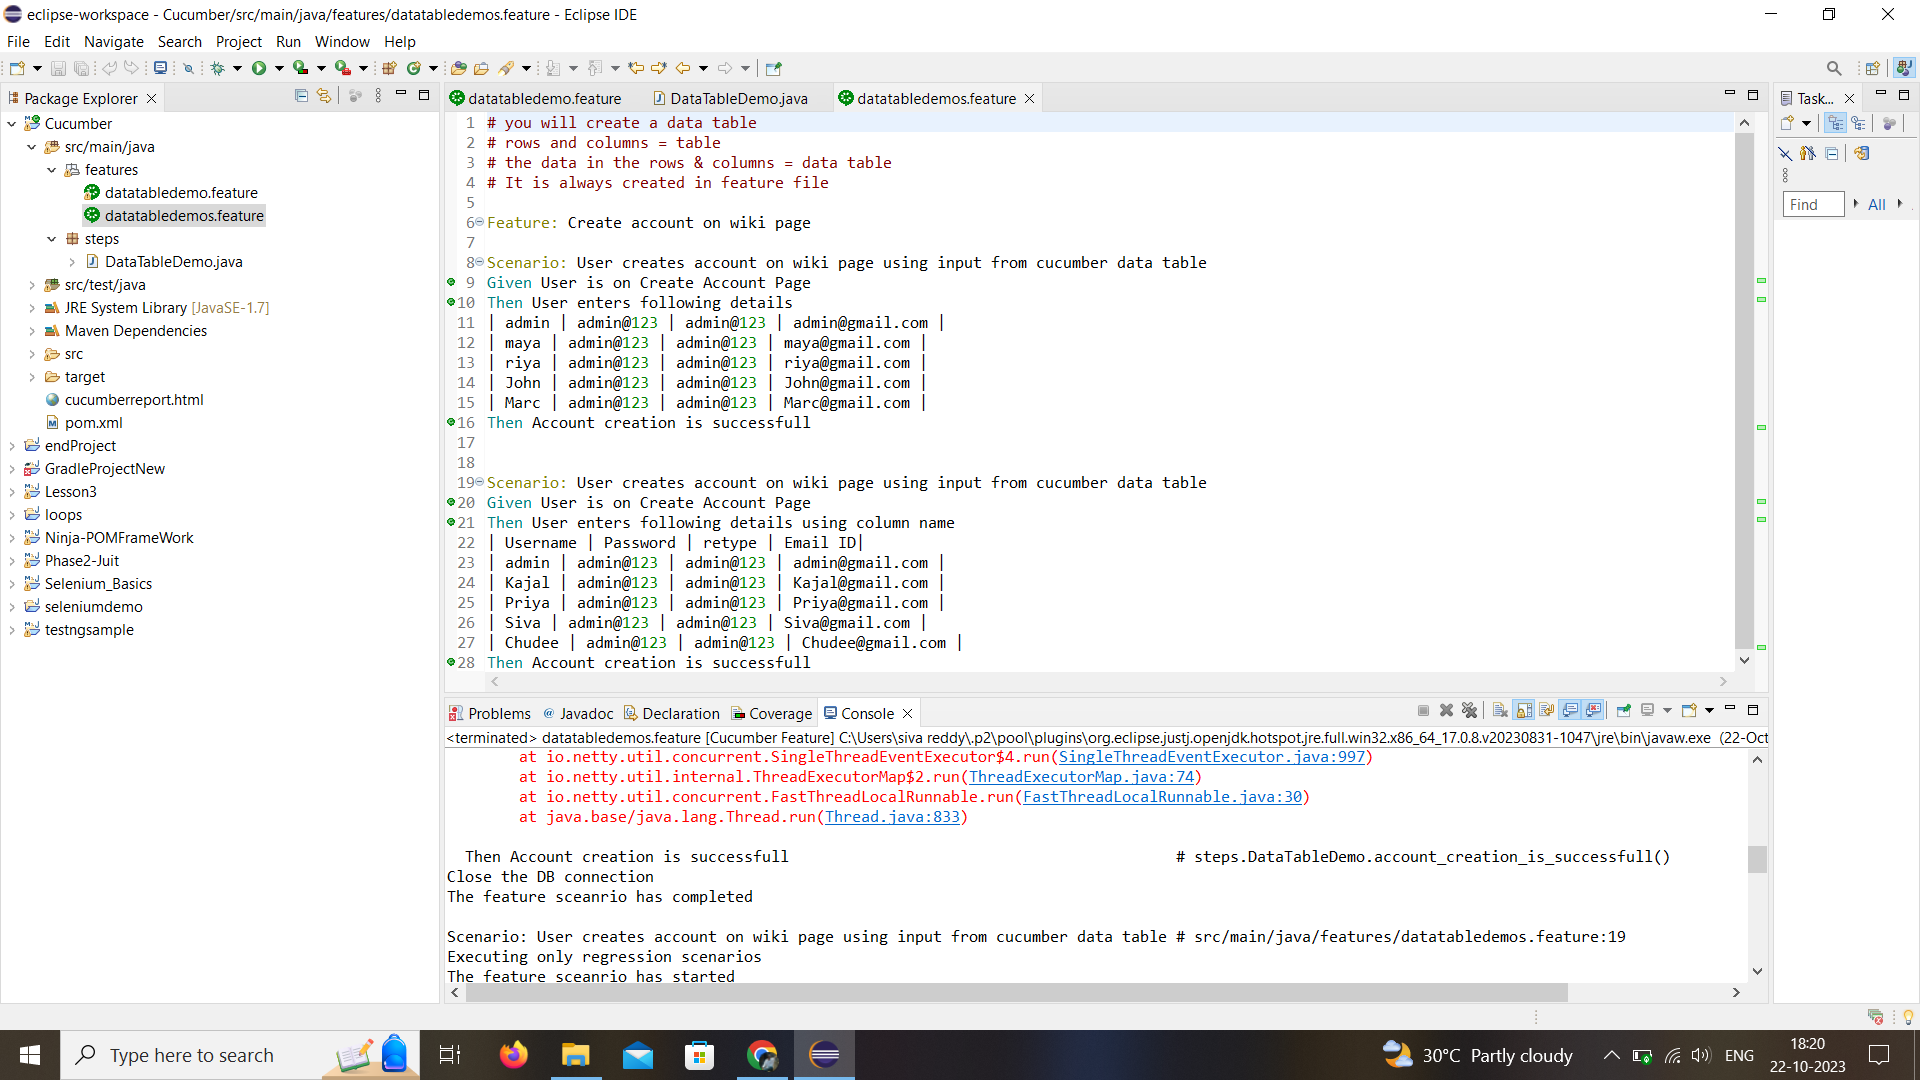 eclipse-workspace - Cucumber/src/main/java/features/datatabledemos.feature - Eclipse IDE
File Edit Navigate Search Project Run Window Help
Package Explorer
Cucumber
src/main/java
features
datatabledemo.feature
datatabledemos.feature
steps
DataTableDemo.java
src/test/java
JRE System Library [JavaSE-1.7]
Maven Dependencies
src
target
cucumberreport.html
pom.xml
endProject
GradleProjectNew
Lesson3
loops
Ninja-POMFrameWork
Phase2-Juit
Selenium_Basics
seleniumdemo
testngsample
datatabledemo.feature DataTableDemo.java datatabledemos.feature
1 # you will create a data table
2 # rows and columns = table
3 # the data in the rows & columns = data table
4 # It is always created in feature file
5
6 Feature: Create account on wiki page
7
8 Scenario: User creates account on wiki page using input from cucumber data table
9 Given User is on Create Account Page
10 Then User enters following details
11 | admin | admin@123 | admin@123 | admin@gmail.com |
12 | maya | admin@123 | admin@123 | maya@gmail.com |
13 | riya | admin@123 | admin@123 | riya@gmail.com |
14 | John | admin@123 | admin@123 | John@gmail.com |
15 | Marc | admin@123 | admin@123 | Marc@gmail.com |
16 Then Account creation is successfull
17
18
19 Scenario: User creates account on wiki page using input from cucumber data table
20 Given User is on Create Account Page
21 Then User enters following details using column name
22 | Username | Password | retype | Email ID|
23 | admin | admin@123 | admin@123 | admin@gmail.com |
24 | Kajal | admin@123 | admin@123 | Kajal@gmail.com |
25 | Priya | admin@123 | admin@123 | Priya@gmail.com |
26 | Siva | admin@123 | admin@123 | Siva@gmail.com |
27 | Chudee | admin@123 | admin@123 | Chudee@gmail.com |
28 Then Account creation is successfull
Task...
Find All
Problems @ Javadoc Declaration Coverage Console
<terminated> datatabledemos.feature [Cucumber Feature] C:\Users\siva reddy\.p2\pool\plugins\org.eclipse.justj.openjdk.hotspot.jre.full.win32.x86_64_17.0.8.v20230831-1047\jre\bin\javaw.exe (22-Oct
at io.netty.util.concurrent.SingleThreadEventExecutor$4.run(SingleThreadEventExecutor.java:997)
at io.netty.util.internal.ThreadExecutorMap$2.run(ThreadExecutorMap.java:74)
at io.netty.util.concurrent.FastThreadLocalRunnable.run(FastThreadLocalRunnable.java:30)
at java.base/java.lang.Thread.run(Thread.java:833)
Then Account creation is successfull # steps.DataTableDemo.account_creation_is_successfull()
Close the DB connection
The feature sceanrio has completed
Scenario: User creates account on wiki page using input from cucumber data table # src/main/java/features/datatabledemos.feature:19
Executing only regression scenarios
The feature sceanrio has started
Type here to search
30°C Partly cloudy
ENG
18:20
22-10-2023